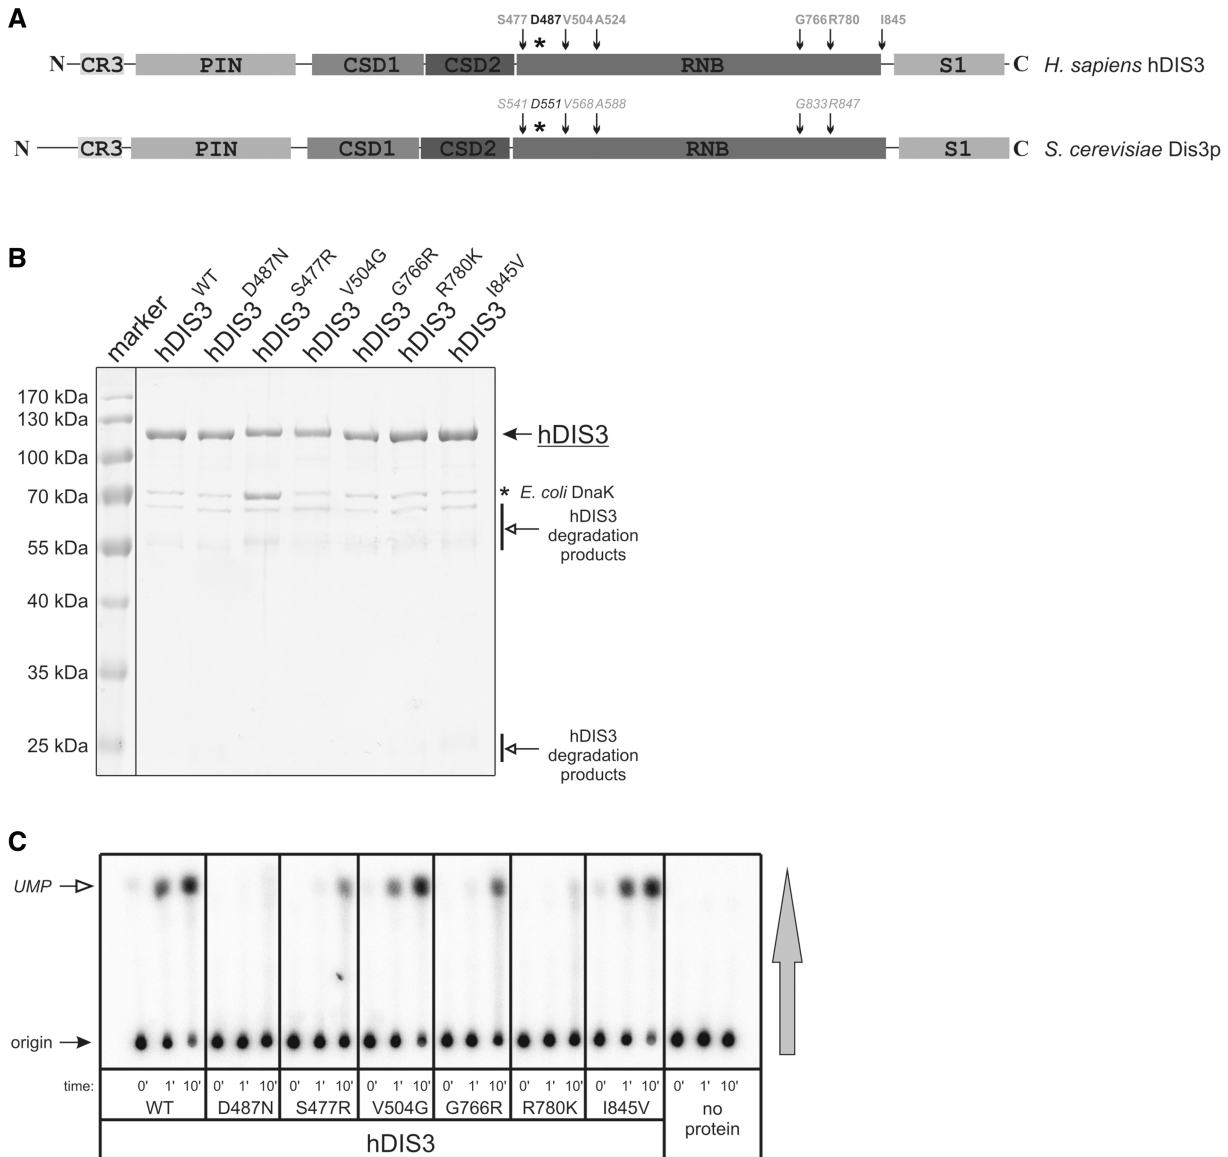 A
S477 D487 V504 A524 G766 R780 I845
*
N CR3 PIN CSD1 CSD2 RNB S1 C H. sapiens hDIS3
S541 D551 V568 A588 G833 R847
*
N CR3 PIN CSD1 CSD2 RNB S1 C S. cerevisiae Dis3p
B
marker hDIS3 WT hDIS3 D487N hDIS3 S477R hDIS3 V504G hDIS3 G766R hDIS3 R780K hDIS3 I845V
170 kDa
130 kDa
hDIS3
100 kDa
70 kDa
* E. coli DnaK
hDIS3
degradation
products
55 kDa
40 kDa
35 kDa
25 kDa
hDIS3
degradation
products
C
UMP
origin
time: 0' 1' 10' 0' 1' 10' 0' 1' 10' 0' 1' 10' 0' 1' 10' 0' 1' 10' 0' 1' 10' 0' 1' 10'
WT D487N S477R V504G G766R R780K I845V no
protein
hDIS3